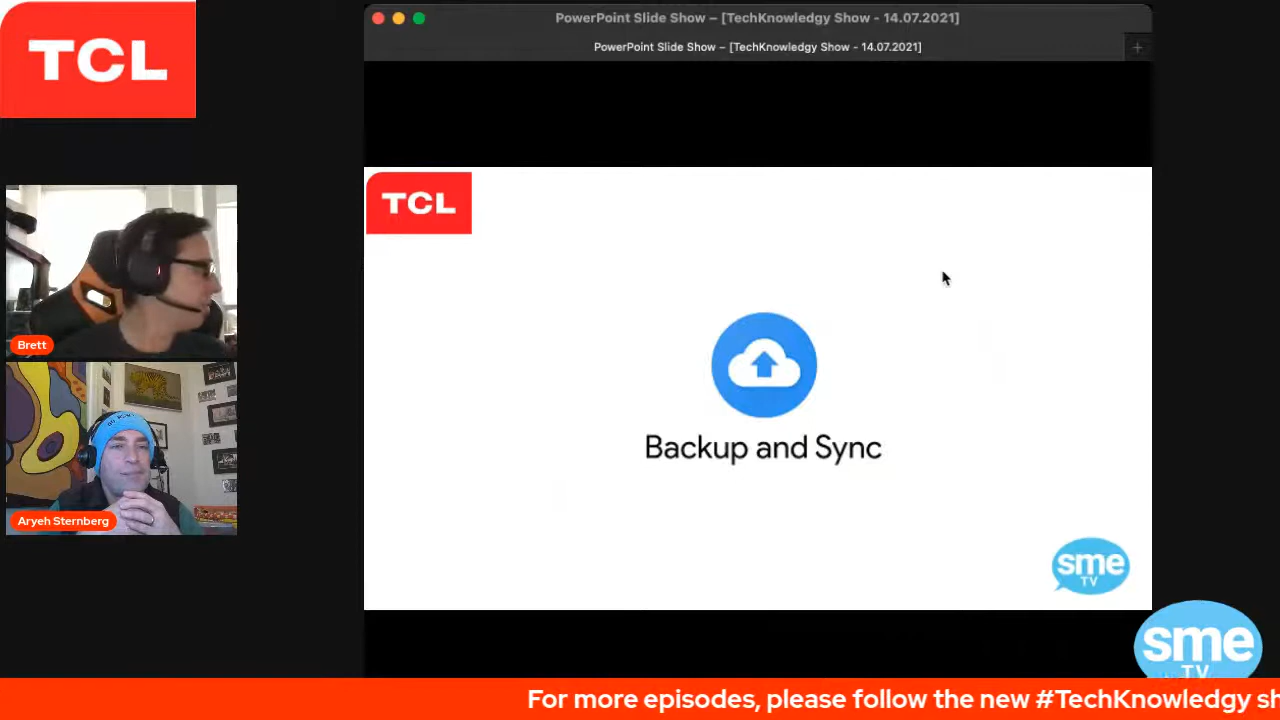 TCL
PowerPoint Slide Show – [TechKnowledgy Show - 14.07.2021]
PowerPoint Slide Show – [TechKnowledgy Show - 14.07.2021]
TCL
Backup and Sync
sme
TV
Brett
Aryeh Sternberg
sme
TV
For more episodes, please follow the new #TechKnowledgy sh